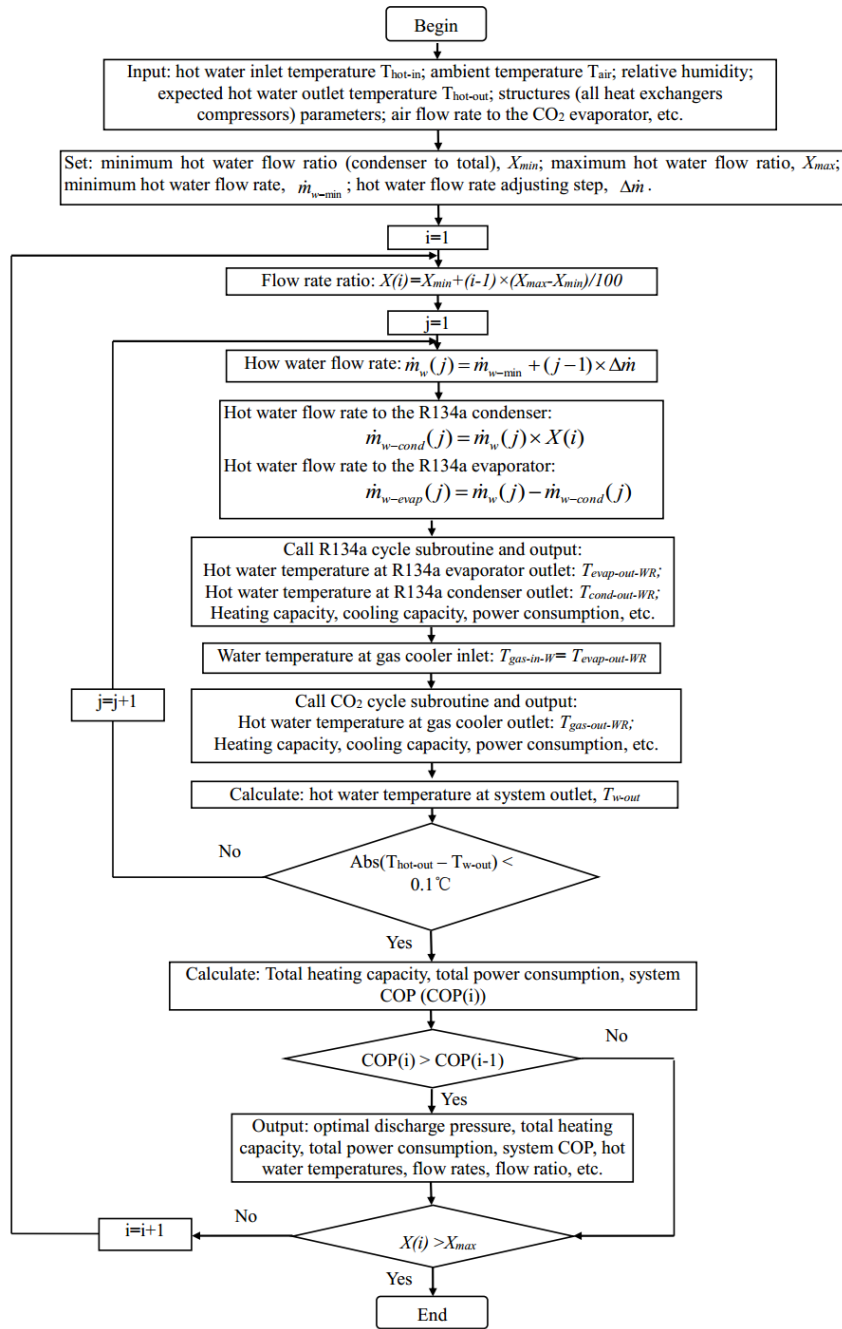 Begin
Input: hot water inlet temperature Thot-in; ambient temperature Tair; relative humidity;
expected hot water outlet temperature Thot-out; structures (all heat exchangers
compressors) parameters; air flow rate to the CO₂ evaporator, etc.
Set: minimum hot water flow ratio (condenser to total), Xmin; maximum hot water flow ratio, Xmax;
minimum hot water flow rate, ṁw−min; hot water flow rate adjusting step, Δṁ.
i=1
Flow rate ratio: X(i)=Xmin+(i-1)×(Xmax-Xmin)/100
j=1
How water flow rate: ṁw(j) = ṁw−min + (j−1)×Δṁ
Hot water flow rate to the R134a condenser:
ṁw−cond(j) = ṁw(j)×X(i)
Hot water flow rate to the R134a evaporator:
ṁw−evap(j) = ṁw(j) − ṁw−cond(j)
Call R134a cycle subroutine and output:
Hot water temperature at R134a evaporator outlet: Tevap-out-WR;
Hot water temperature at R134a condenser outlet: Tcond-out-WR;
Heating capacity, cooling capacity, power consumption, etc.
Water temperature at gas cooler inlet: Tgas-in-W= Tevap-out-WR
j=j+1
Call CO₂ cycle subroutine and output:
Hot water temperature at gas cooler outlet: Tgas-out-WR;
Heating capacity, cooling capacity, power consumption, etc.
Calculate: hot water temperature at system outlet, Tw-out
No
Abs(Thot-out – Tw-out) <
0.1℃
Yes
Calculate: Total heating capacity, total power consumption, system
COP (COP(i))
No
COP(i) > COP(i-1)
Yes
Output: optimal discharge pressure, total heating
capacity, total power consumption, system COP, hot
water temperatures, flow rates, flow ratio, etc.
i=i+1
No
X(i) >Xmax
Yes
End